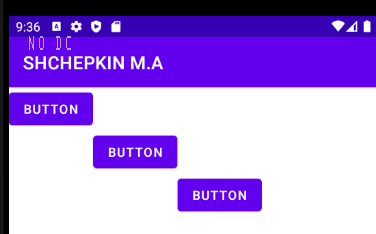 9:36 A
NO DC
SHCHEPKIN M.A
BUTTON
BUTTON
BUTTON